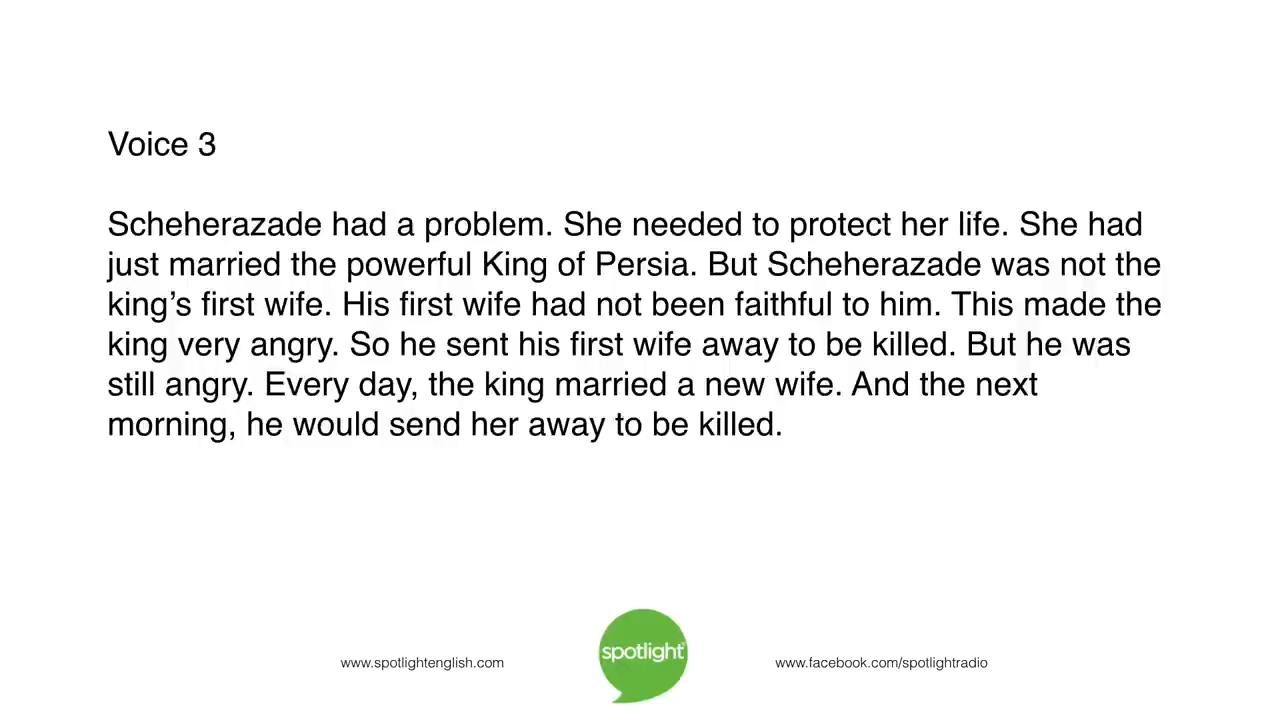 Voice 3
Scheherazade had a problem. She needed to protect her life. She had
just married the powerful King of Persia. But Scheherazade was not the
king’s first wife. His first wife had not been faithful to him. This made the
king very angry. So he sent his first wife away to be killed. But he was
still angry. Every day, the king married a new wife. And the next
morning, he would send her away to be killed.
www.spotlightenglish.com
spotlight
www.facebook.com/spotlightradio